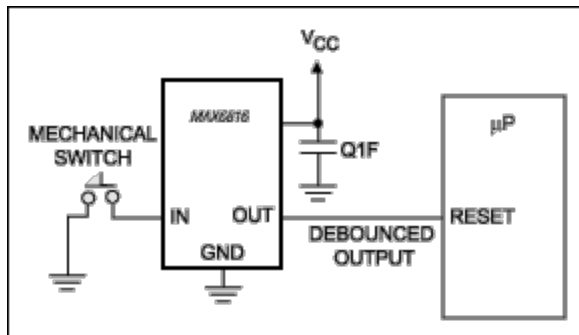 VCC
MAX6816
µP
MECHANICAL
SWITCH
Q1F
IN
OUT
RESET
DEBOUNCED
OUTPUT
GND